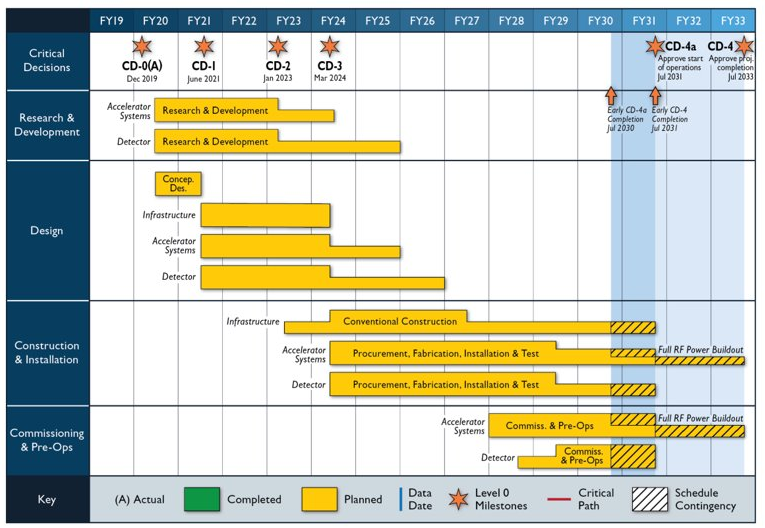 FY19 FY20 FY21 FY22 FY23 FY24 FY25 FY26 FY27 FY28 FY29 FY30 FY31 FY32 FY33
Critical
Decisions
CD-0(A)
Dec 2019
CD-1
June 2021
CD-2
Jan 2023
CD-3
Mar 2024
CD-4a
Approve start
of operations
Jul 2031
CD-4
Approve proj.
completion
Jul 2033
Early CD-4a
Completion
Jul 2030
Early CD-4
Completion
Jul 2031
Research &
Development
Accelerator
Systems
Research & Development
Detector
Research & Development
Design
Concep.
Des.
Infrastructure
Accelerator
Systems
Detector
Construction
& Installation
Infrastructure
Conventional Construction
Accelerator
Systems
Procurement, Fabrication, Installation & Test
Full RF Power Buildout
Detector
Procurement, Fabrication, Installation & Test
Commissioning
& Pre-Ops
Accelerator
Systems
Commiss. & Pre-Ops
Full RF Power Buildout
Detector
Commiss.
& Pre-Ops
Key
(A) Actual
Completed
Planned
Data
Date
Level 0
Milestones
Critical
Path
Schedule
Contingency